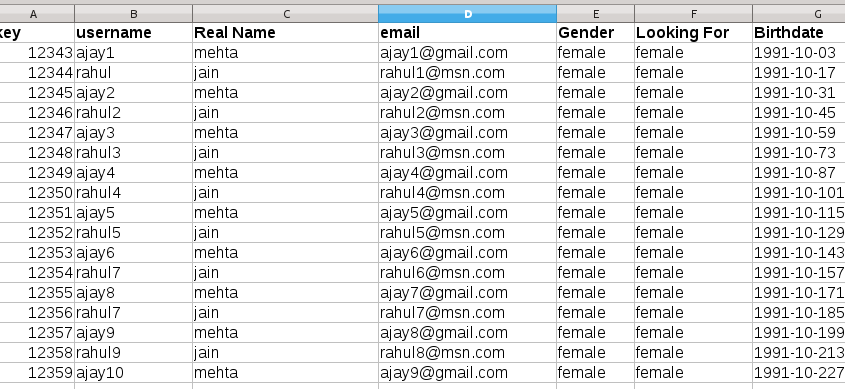 A B C D E F G
key username Real Name email Gender Looking For Birthdate
12343 ajay1 mehta ajay1@gmail.com female female 1991-10-03
12344 rahul jain rahul1@msn.com female female 1991-10-17
12345 ajay2 mehta ajay2@gmail.com female female 1991-10-31
12346 rahul2 jain rahul2@msn.com female female 1991-10-45
12347 ajay3 mehta ajay3@gmail.com female female 1991-10-59
12348 rahul3 jain rahul3@msn.com female female 1991-10-73
12349 ajay4 mehta ajay4@gmail.com female female 1991-10-87
12350 rahul4 jain rahul4@msn.com female female 1991-10-101
12351 ajay5 mehta ajay5@gmail.com female female 1991-10-115
12352 rahul5 jain rahul5@msn.com female female 1991-10-129
12353 ajay6 mehta ajay6@gmail.com female female 1991-10-143
12354 rahul7 jain rahul6@msn.com female female 1991-10-157
12355 ajay8 mehta ajay7@gmail.com female female 1991-10-171
12356 rahul7 jain rahul7@msn.com female female 1991-10-185
12357 ajay9 mehta ajay8@gmail.com female female 1991-10-199
12358 rahul9 jain rahul8@msn.com female female 1991-10-213
12359 ajay10 mehta ajay9@gmail.com female female 1991-10-227